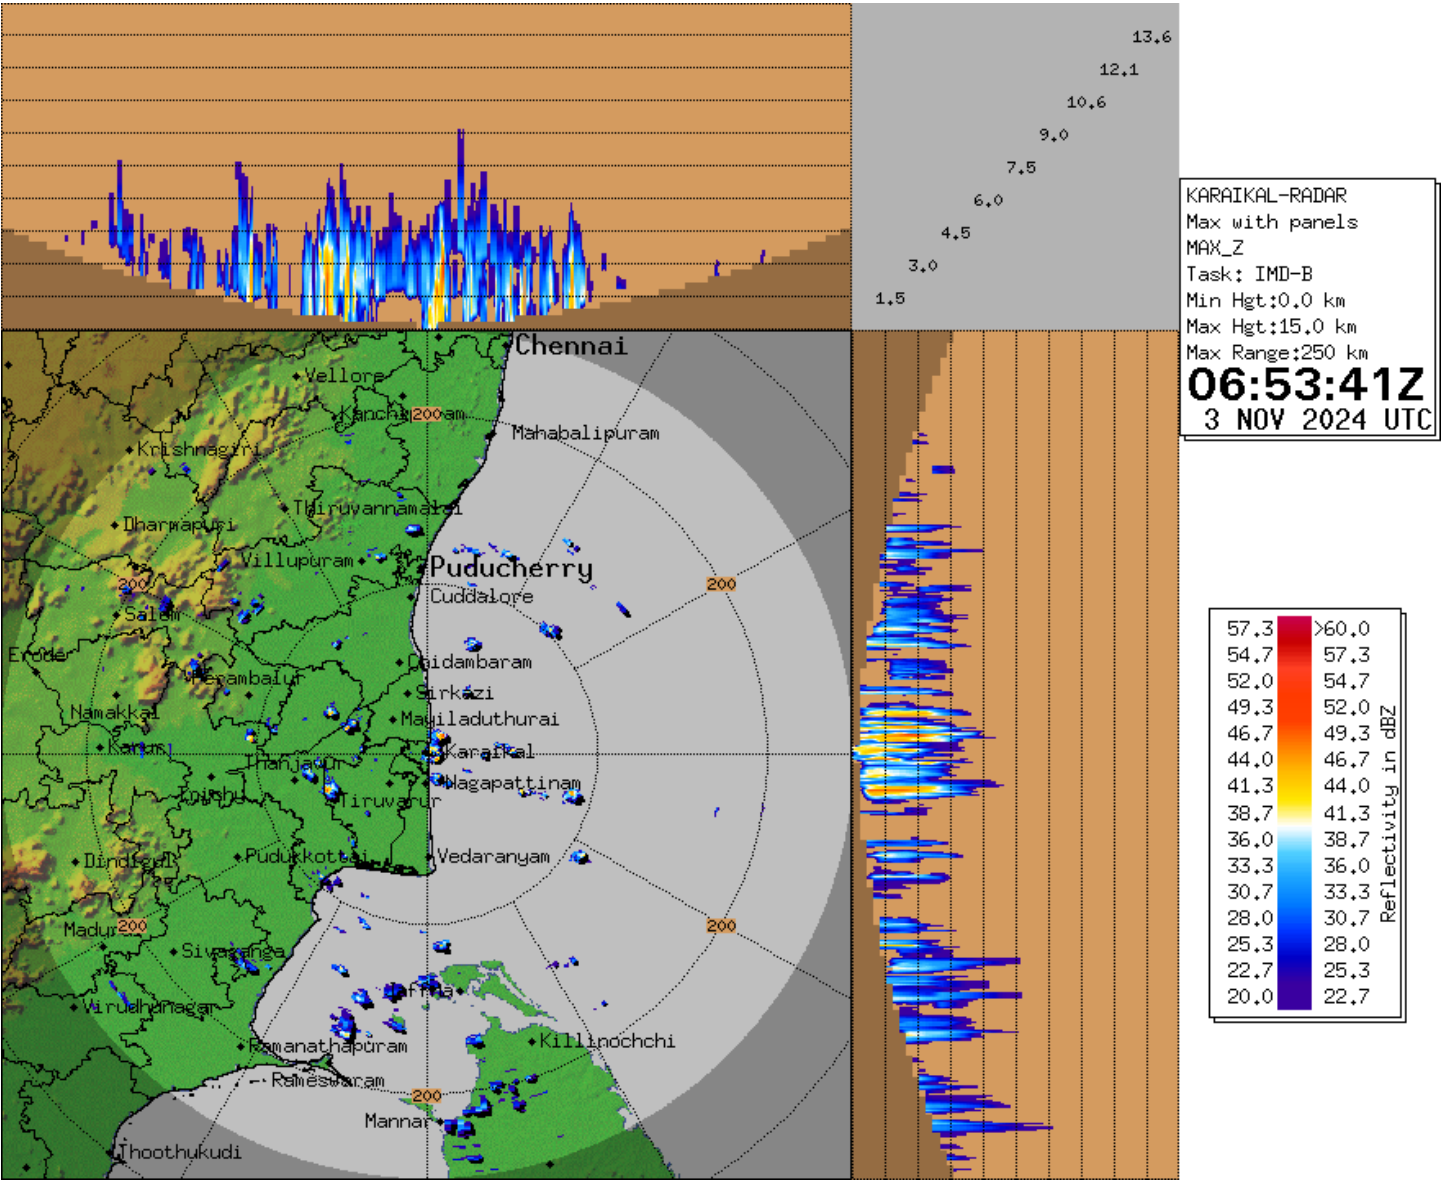 13.6
12.1
10.6
9.0
7.5
6.0
4.5
3.0
1.5
KARAIKAL-RADAR
Max with panels
MAX_Z
Task: IMD-B
Min Hgt:0.0 km
Max Hgt:15.0 km
Max Range:250 km
06:53:41Z
3 NOV 2024 UTC
Chennai
Vellore
200
Mahabalipuram
Krishnagiri
Thiruvannamalai
Dharmapuri
Villupuram
Puducherry
200
200
Cuddalore
Salem
Erode
Chidambaram
Perambalur
Sirkazi
Namakkal
Mayiladuthurai
Karur
Karaikal
Thanjavur
Nagapattinam
Tiruvarur
Dindigul
Pudukkottai
Vedaranyam
200
200
Sivaganga
Jaffna
Virudhunagar
Ramanathapuram
Killinochchi
Rameswaram
200
Mannar
Thoothukudi
57.3 >60.0
54.7 57.3
52.0 54.7
49.3 52.0
46.7 49.3
44.0 46.7
41.3 44.0
38.7 41.3
36.0 38.7
33.3 36.0
30.7 33.3
28.0 30.7
25.3 28.0
22.7 25.3
20.0 22.7
Reflectivity in dBZ